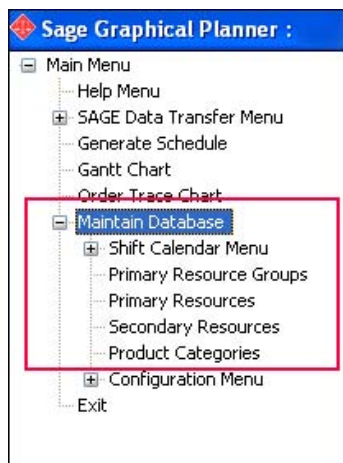 Sage Graphical Planner :
Main Menu
Help Menu
SAGE Data Transfer Menu
Generate Schedule
Gantt Chart
Order Trace Chart
Maintain Database
Shift Calendar Menu
Primary Resource Groups
Primary Resources
Secondary Resources
Product Categories
Configuration Menu
Exit